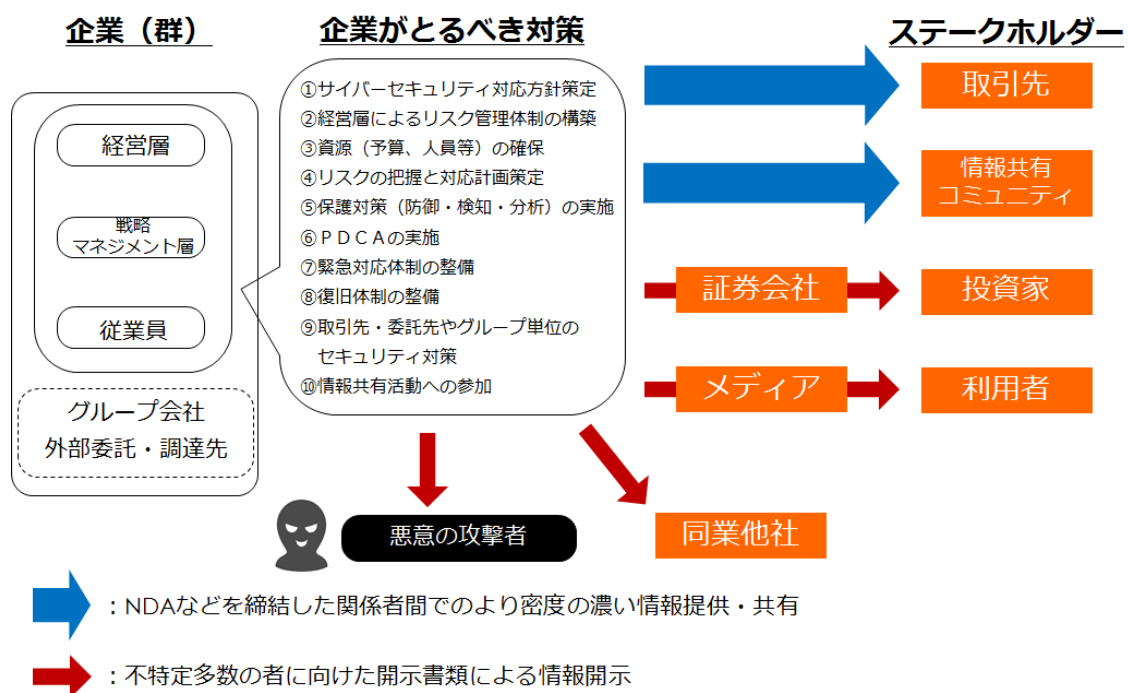 企業（群）
企業がとるべき対策
ステークホルダー
経営層
戦略
マネジメント層
従業員
グループ会社
外部委託・調達先
①サイバーセキュリティ対応方針策定
②経営層によるリスク管理体制の構築
③資源（予算、人員等）の確保
④リスクの把握と対応計画策定
⑤保護対策（防御・検知・分析）の実施
⑥ＰＤＣＡの実施
⑦緊急対応体制の整備
⑧復旧体制の整備
⑨取引先・委託先やグループ単位の
セキュリティ対策
⑩情報共有活動への参加
取引先
情報共有
コミュニティ
証券会社
投資家
メディア
利用者
悪意の攻撃者
同業他社
：NDAなどを締結した関係者間でのより密度の濃い情報提供・共有
：不特定多数の者に向けた開示書類による情報開示